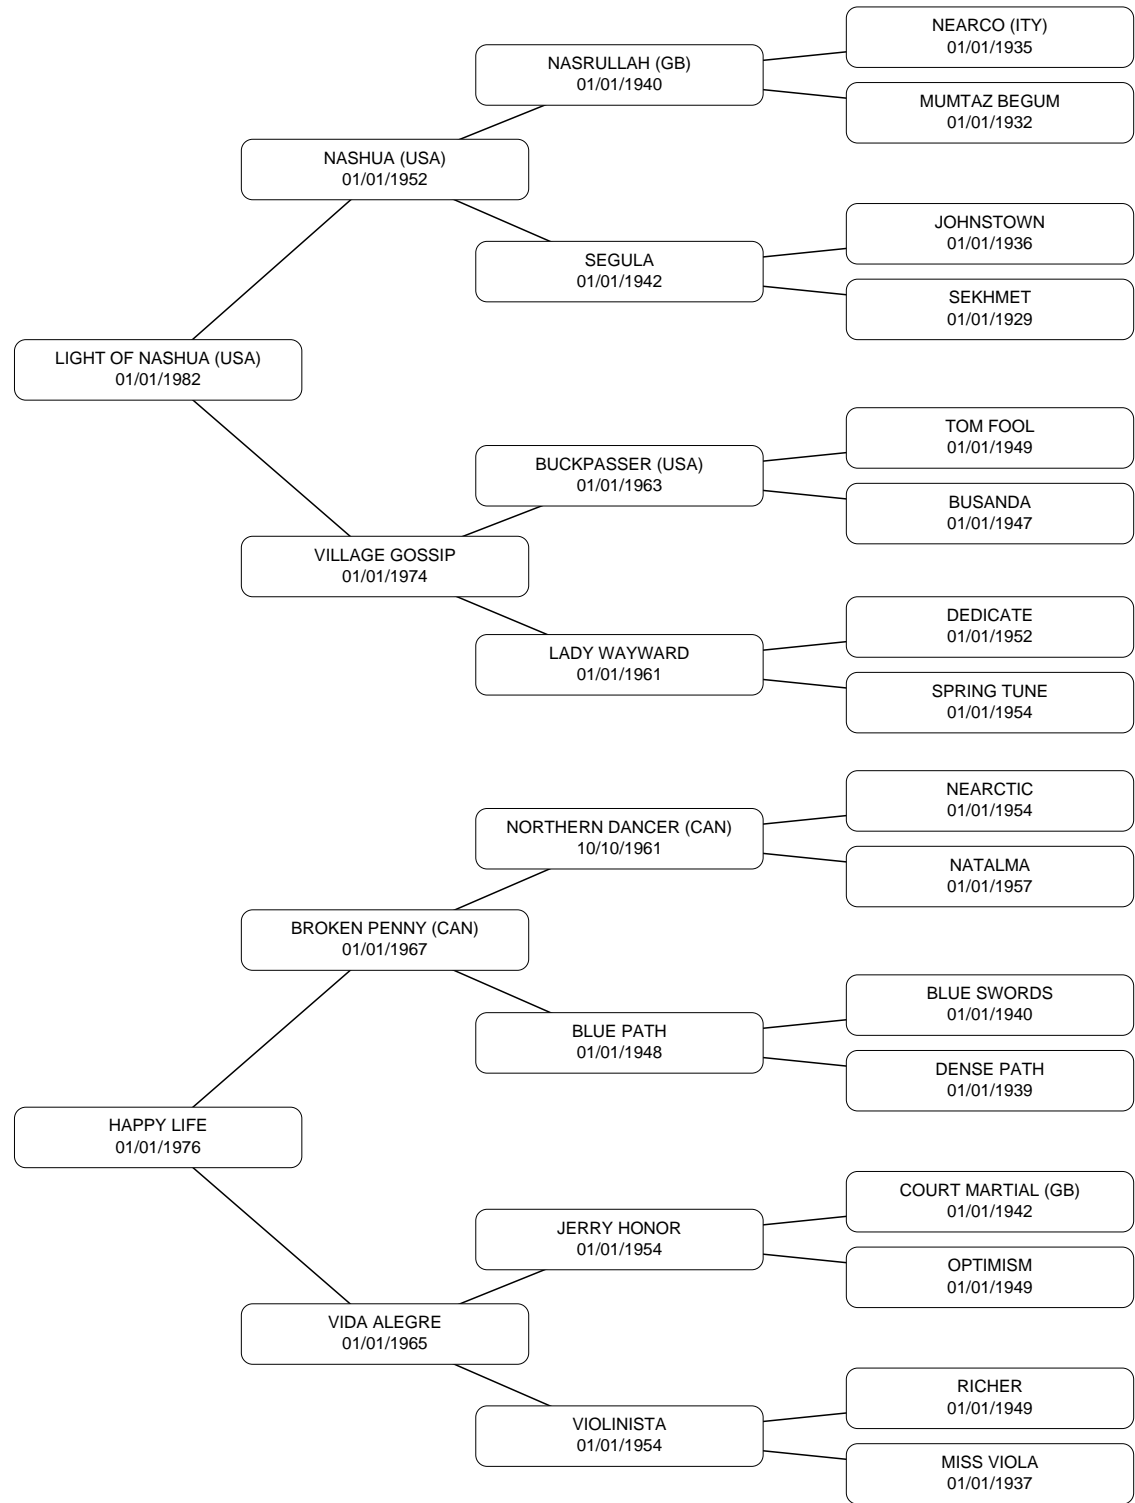 NEARCO (ITY)
01/01/1935
NASRULLAH (GB)
01/01/1940
MUMTAZ BEGUM
01/01/1932
NASHUA (USA)
01/01/1952
JOHNSTOWN
01/01/1936
SEGULA
01/01/1942
SEKHMET
01/01/1929
LIGHT OF NASHUA (USA)
01/01/1982
TOM FOOL
01/01/1949
BUCKPASSER (USA)
01/01/1963
BUSANDA
01/01/1947
VILLAGE GOSSIP
01/01/1974
DEDICATE
01/01/1952
LADY WAYWARD
01/01/1961
SPRING TUNE
01/01/1954
NEARCTIC
01/01/1954
NORTHERN DANCER (CAN)
10/10/1961
NATALMA
01/01/1957
BROKEN PENNY (CAN)
01/01/1967
BLUE SWORDS
01/01/1940
BLUE PATH
01/01/1948
DENSE PATH
01/01/1939
HAPPY LIFE
01/01/1976
COURT MARTIAL (GB)
01/01/1942
JERRY HONOR
01/01/1954
OPTIMISM
01/01/1949
VIDA ALEGRE
01/01/1965
RICHER
01/01/1949
VIOLINISTA
01/01/1954
MISS VIOLA
01/01/1937